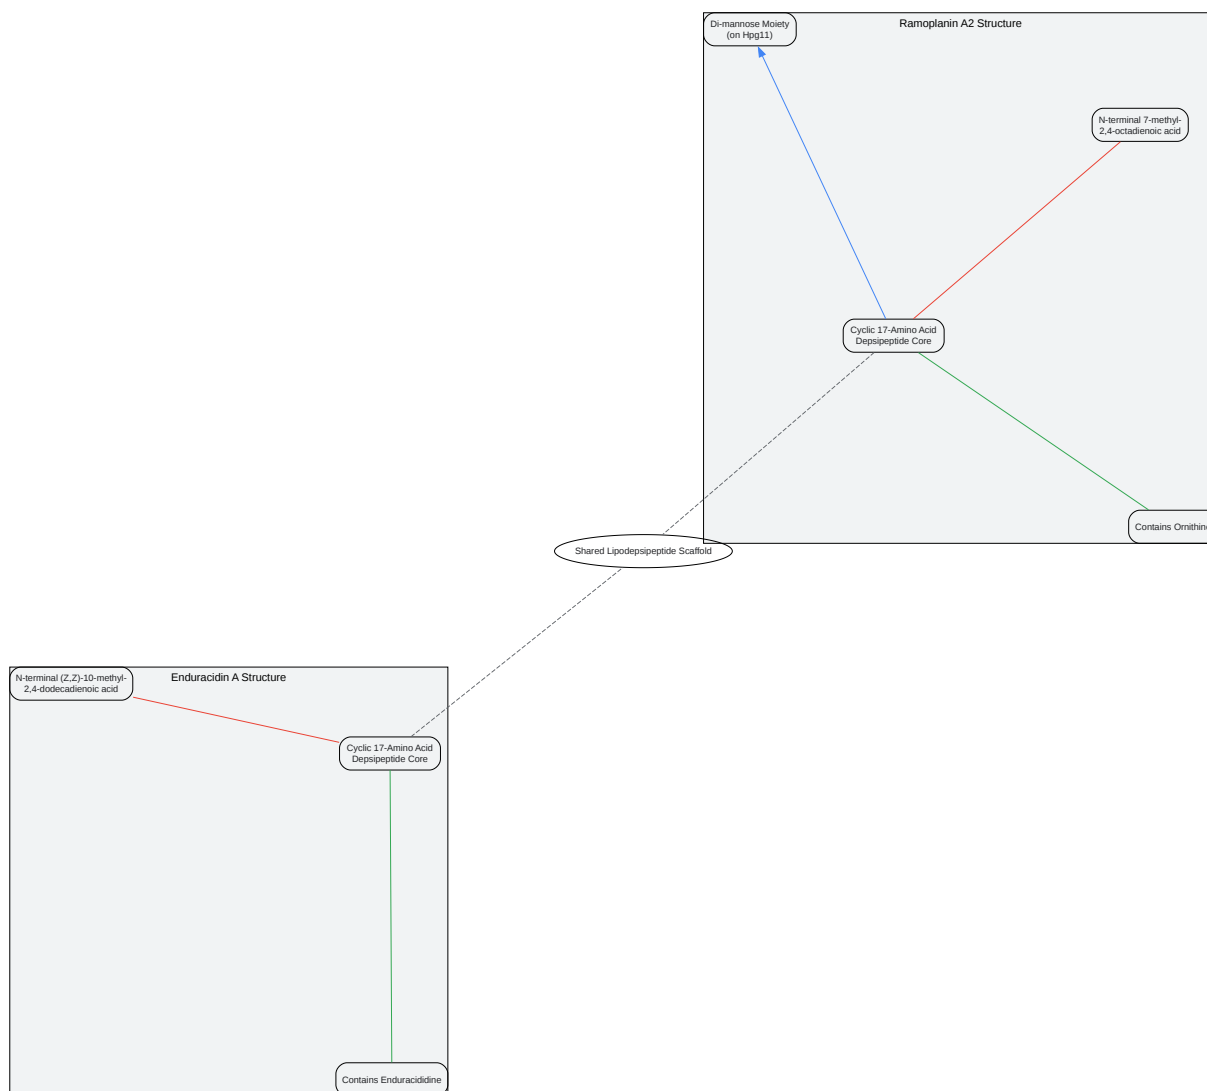 Di-mannose Moiety
(on Hpg11)
Ramoplanin A2 Structure
N-terminal 7-methyl-
2,4-octadienoic acid
Cyclic 17-Amino Acid
Depsipeptide Core
Contains Ornithine
Shared Lipodepsipeptide Scaffold
N-terminal (Z,Z)-10-methyl-
2,4-dodecadienoic acid
Enduracidin A Structure
Cyclic 17-Amino Acid
Depsipeptide Core
Contains Enduracididine